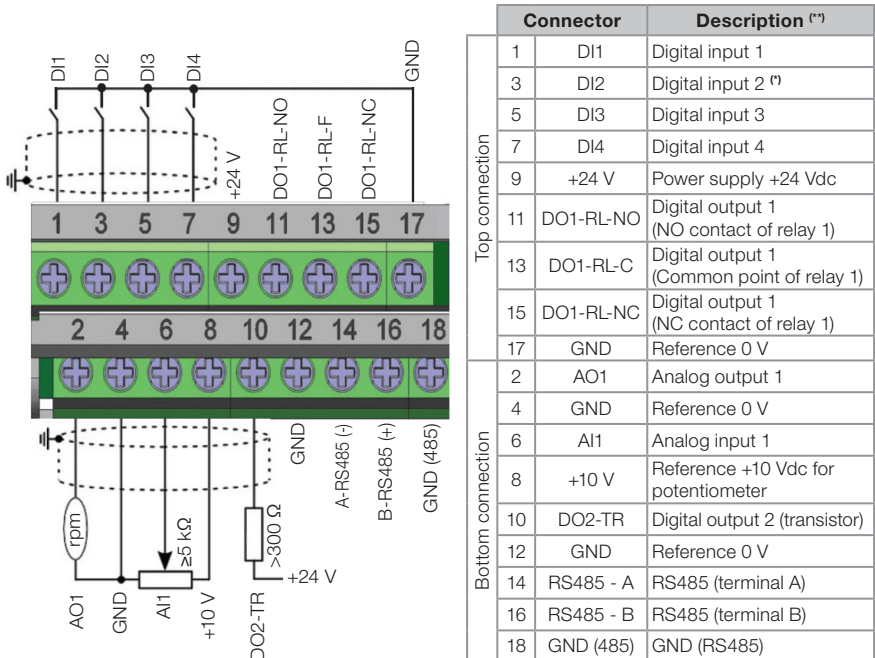 DI1
DI2
DI3
DI4
GND
+24 V
DO1-RL-NO
DO1-RL-F
DO1-RL-NC
1 3 5 7 9 11 13 15 17
2 4 6 8 10 12 14 16 18
rpm
≥5 kΩ
>300 Ω
+24 V
AO1
GND
AI1
+10 V
DO2-TR
GND
A-RS485 (-)
B-RS485 (+)
GND (485)
Connector Description (**)
Top connection
1 DI1 Digital input 1
3 DI2 Digital input 2 (*)
5 DI3 Digital input 3
7 DI4 Digital input 4
9 +24 V Power supply +24 Vdc
11 DO1-RL-NO Digital output 1
(NO contact of relay 1)
13 DO1-RL-C Digital output 1
(Common point of relay 1)
15 DO1-RL-NC Digital output 1
(NC contact of relay 1)
17 GND Reference 0 V
Bottom connection
2 AO1 Analog output 1
4 GND Reference 0 V
6 AI1 Analog input 1
8 +10 V Reference +10 Vdc for
potentiometer
10 DO2-TR Digital output 2 (transistor)
12 GND Reference 0 V
14 RS485 - A RS485 (terminal A)
16 RS485 - B RS485 (terminal B)
18 GND (485) GND (RS485)